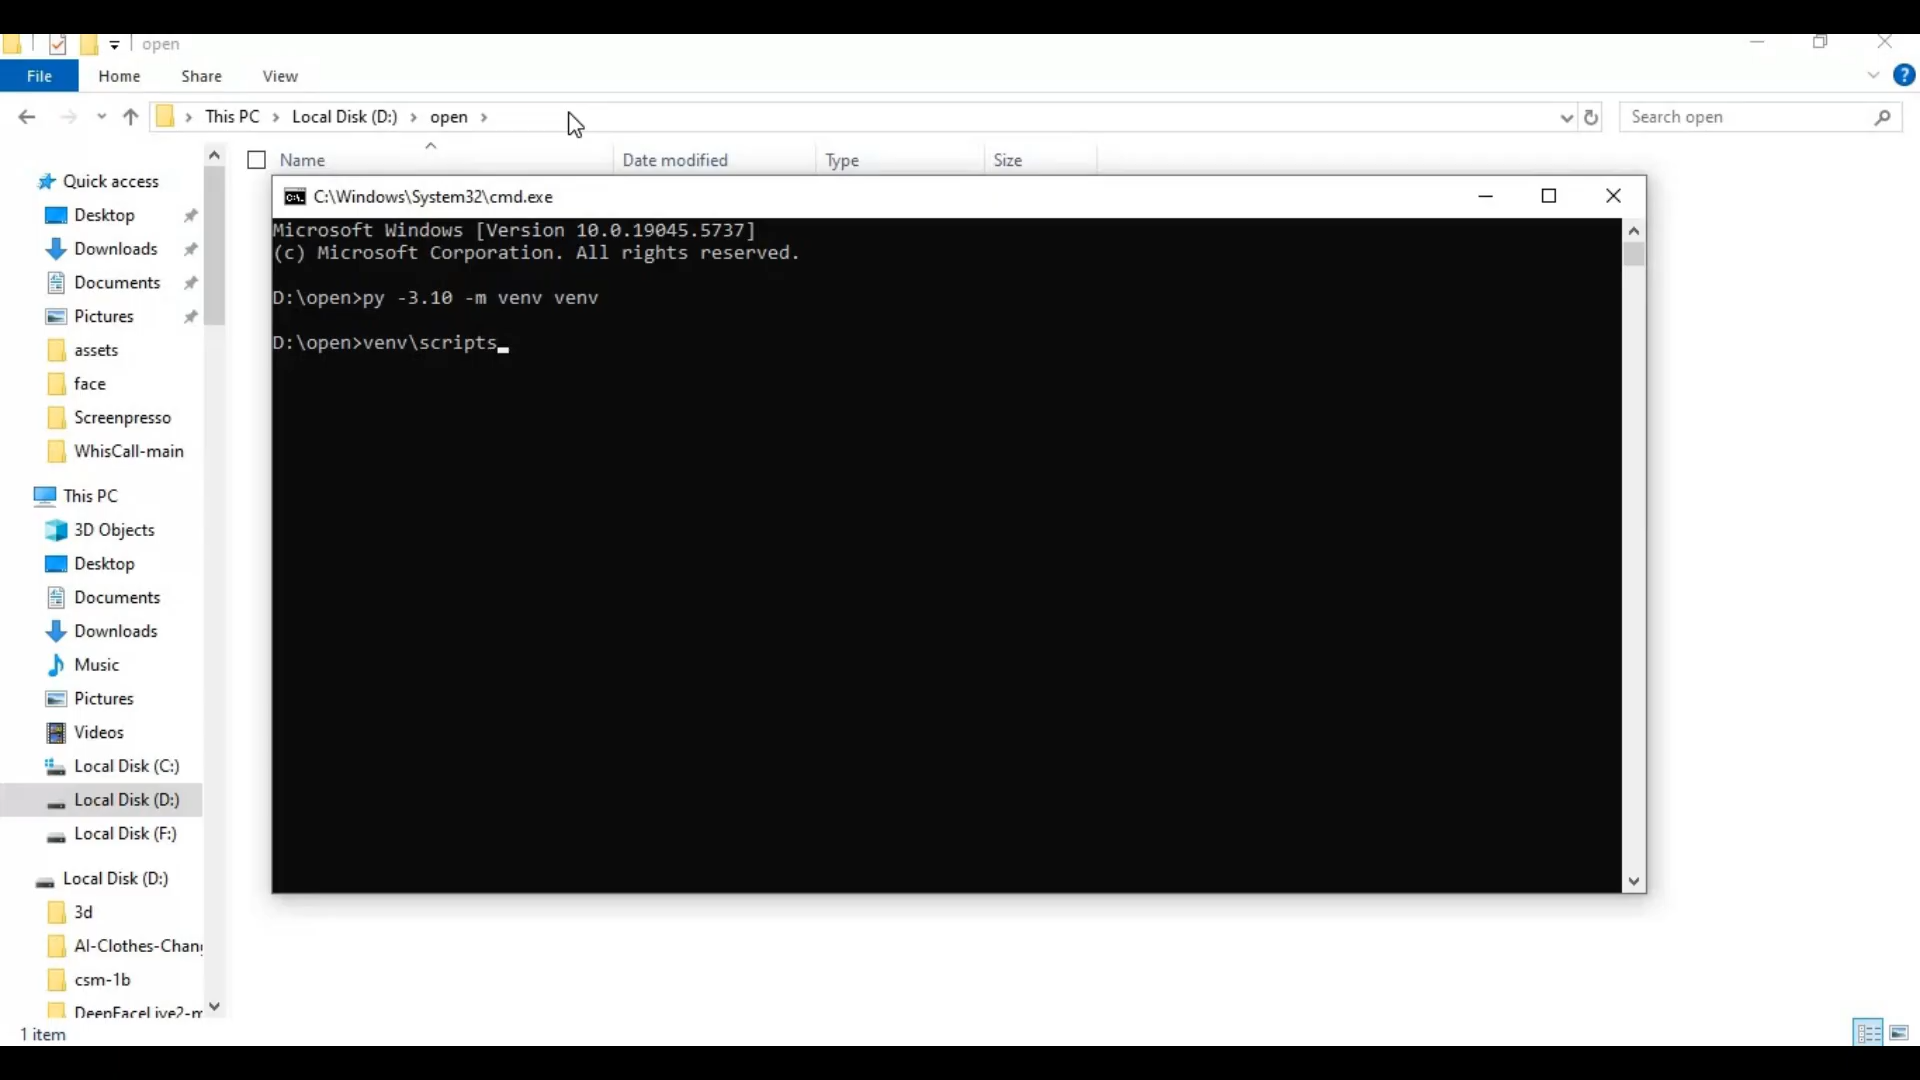 open
File Home Share View
This PC Local Disk (D:) open
Search open
Name Date modified Type Size
Quick access
Desktop
Downloads
Documents
Pictures
assets
face
Screenpresso
WhisCall-main
This PC
3D Objects
Desktop
Documents
Downloads
Music
Pictures
Videos
Local Disk (C:)
Local Disk (D:)
Local Disk (F:)
Local Disk (D:)
3d
AI-Clothes-Chang
csm-1b
DeepFaceLive2-m
1 item
C:\Windows\System32\cmd.exe
Microsoft Windows [Version 10.0.19045.5737]
(c) Microsoft Corporation. All rights reserved.
D:\open>py -3.10 -m venv venv
D:\open>venv\scripts